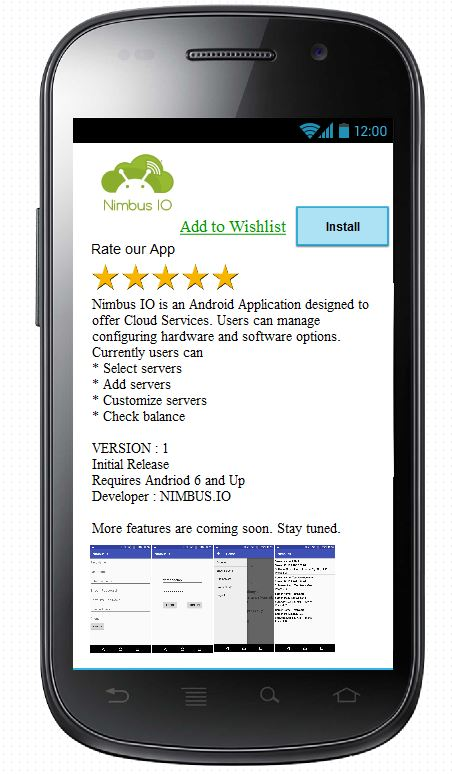 12:00
Nimbus IO
Add to Wishlist
Install
Rate our App
Nimbus IO is an Android Application designed to
offer Cloud Services. Users can manage
configuring hardware and software options.
Currently users can
* Select servers
* Add servers
* Customize servers
* Check balance
VERSION : 1
Initial Release
Requires Andriod 6 and Up
Developer : NIMBUS.IO
More features are coming soon. Stay tuned.